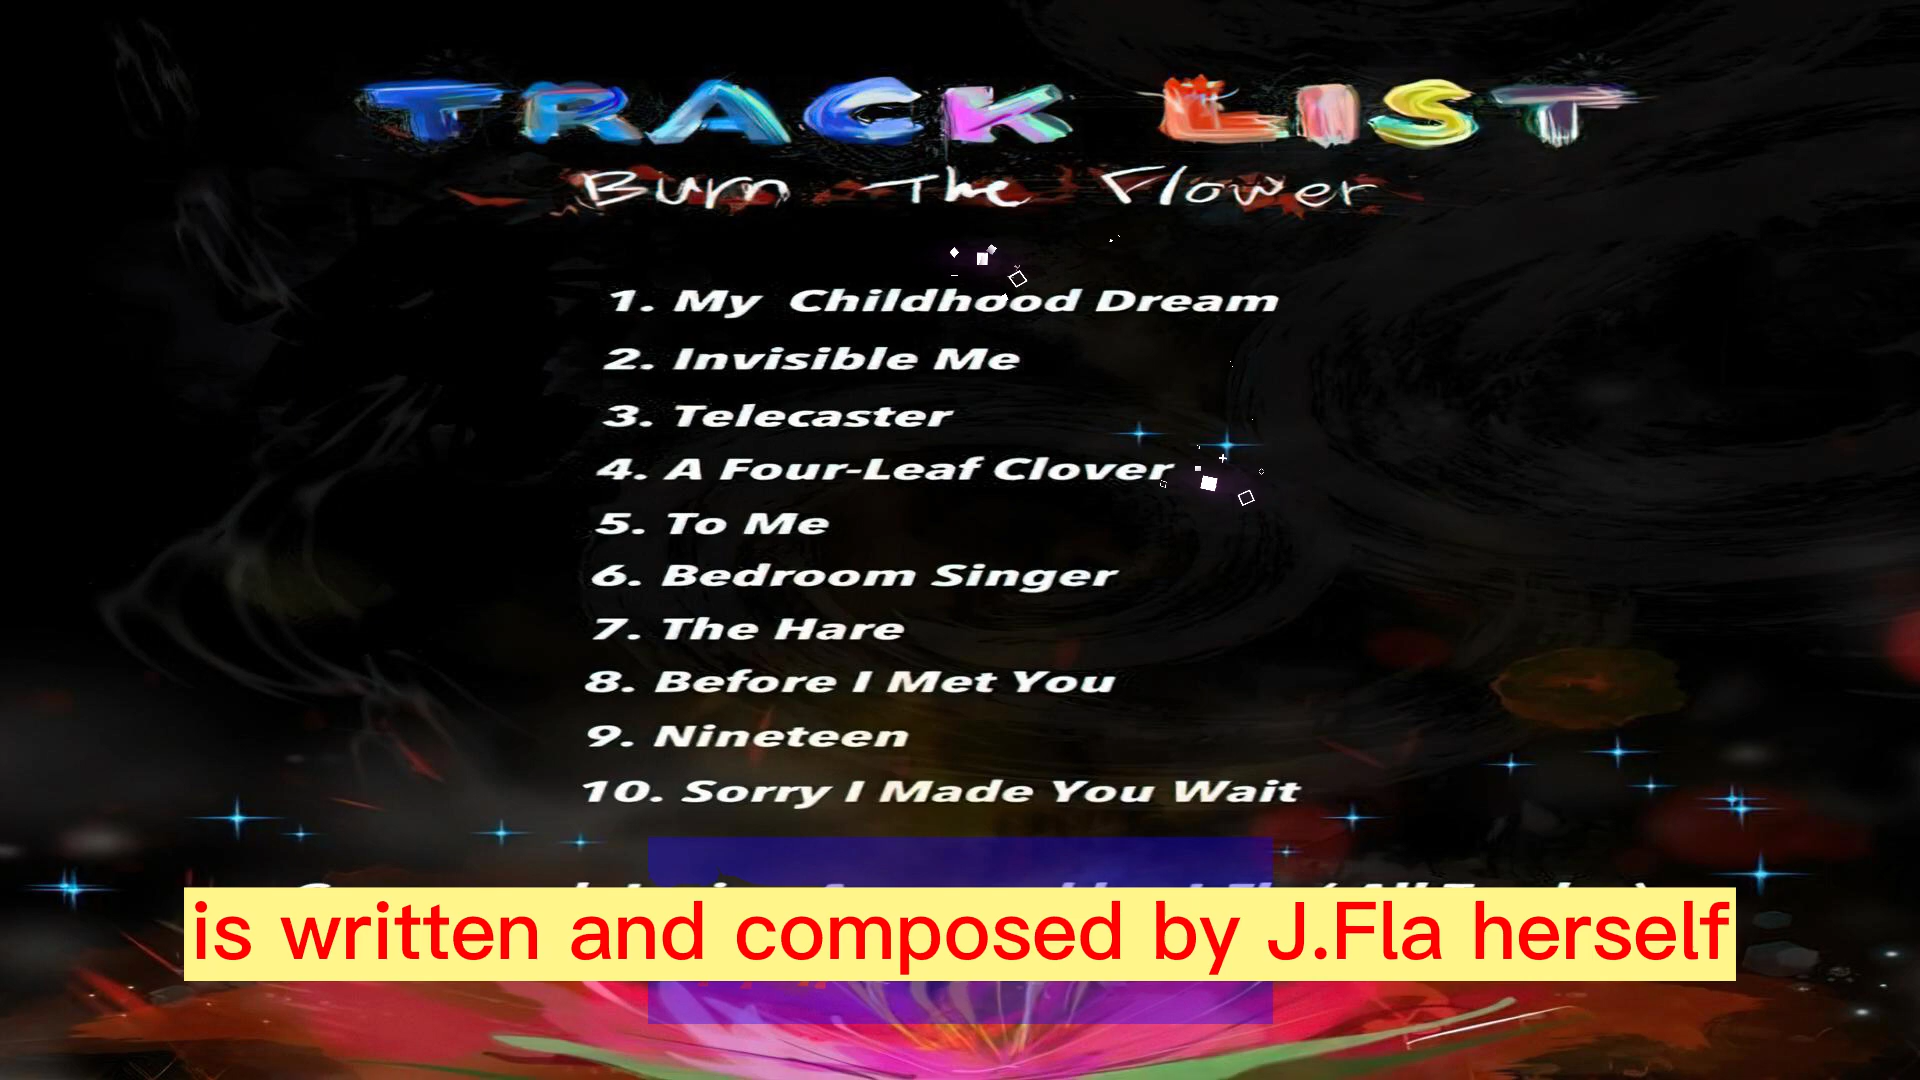 TRACK LIST
Burn The Flower
1. My Childhood Dream
2. Invisible Me
3. Telecaster
4. A Four-Leaf Clover
5. To Me
6. Bedroom Singer
7. The Hare
8. Before I Met You
9. Nineteen
10. Sorry I Made You Wait
is written and composed by J.Fla herself